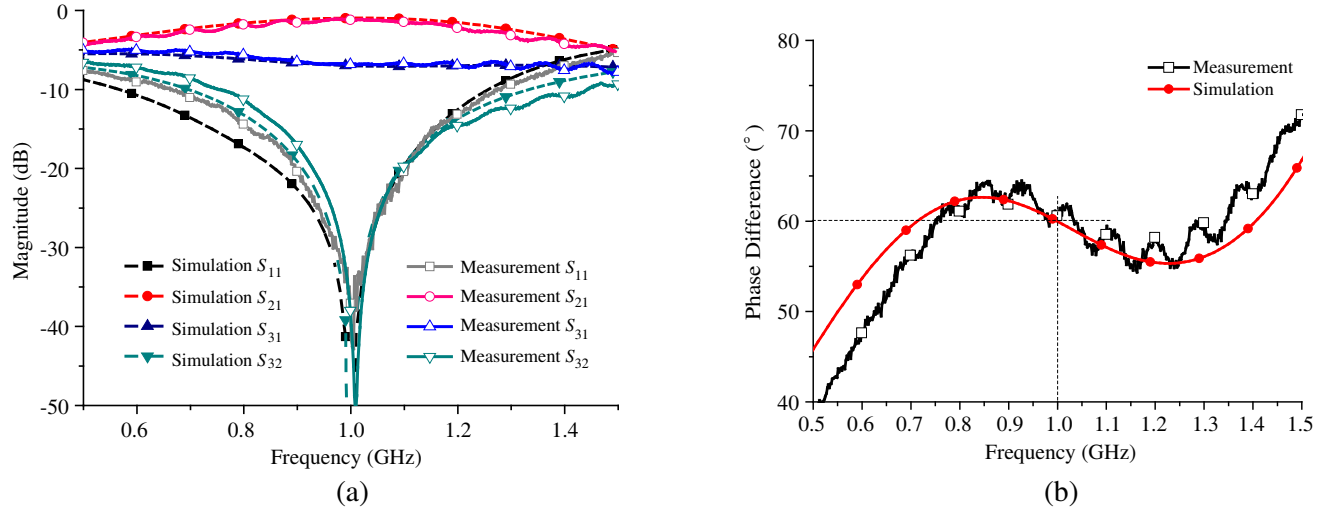 0
-10
-20
-30
-40
-50
Magnitude (dB)
Simulation S11
Simulation S21
Simulation S31
Simulation S32
Measurement S11
Measurement S21
Measurement S31
Measurement S32
0.6 0.8 1.0 1.2 1.4
Frequency (GHz)
(a)
80
70
60
50
40
Phase Difference (°)
Measurement
Simulation
0.5 0.6 0.7 0.8 0.9 1.0 1.1 1.2 1.3 1.4 1.5
Frequency (GHz)
(b)